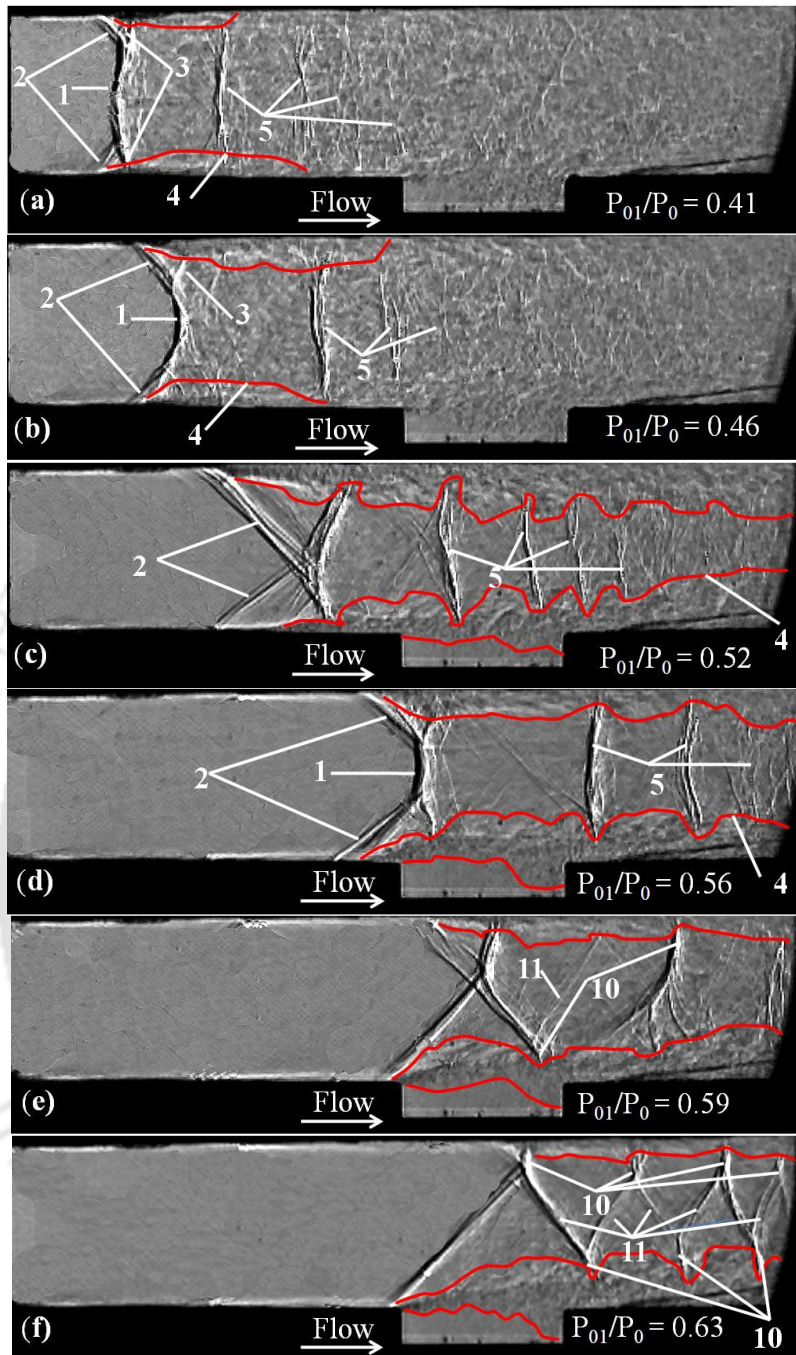 2
1
3
5
4
(a)
Flow
P01/P0 = 0.41
2
1
3
5
4
(b)
Flow
P01/P0 = 0.46
2
5
4
(c)
Flow
P01/P0 = 0.52
2
1
5
4
(d)
Flow
P01/P0 = 0.56
11
10
(e)
Flow
P01/P0 = 0.59
10
11
10
(f)
Flow
P01/P0 = 0.63